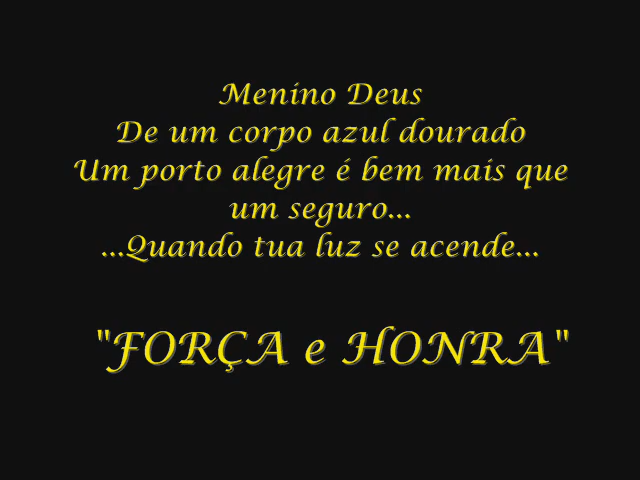 Menino Deus
De um corpo azul dourado
Um porto alegre é bem mais que
um seguro...
...Quando tua luz se acende...
"FORÇA e HONRA"